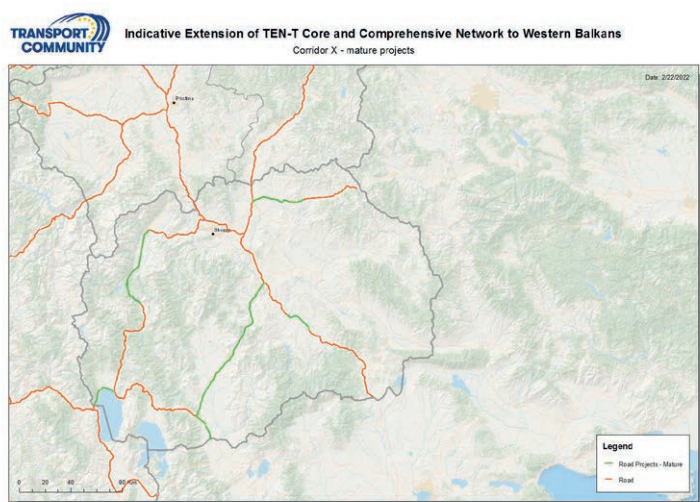 TRANSPORT
COMMUNITY
Indicative Extension of TEN-T Core and Comprehensive Network to Western Balkans
Corridor X - mature projects
Date: 2/22/2022
Pristina
Skopje
Legend
Road Projects - Mature
Road
0 20 40 80 Km